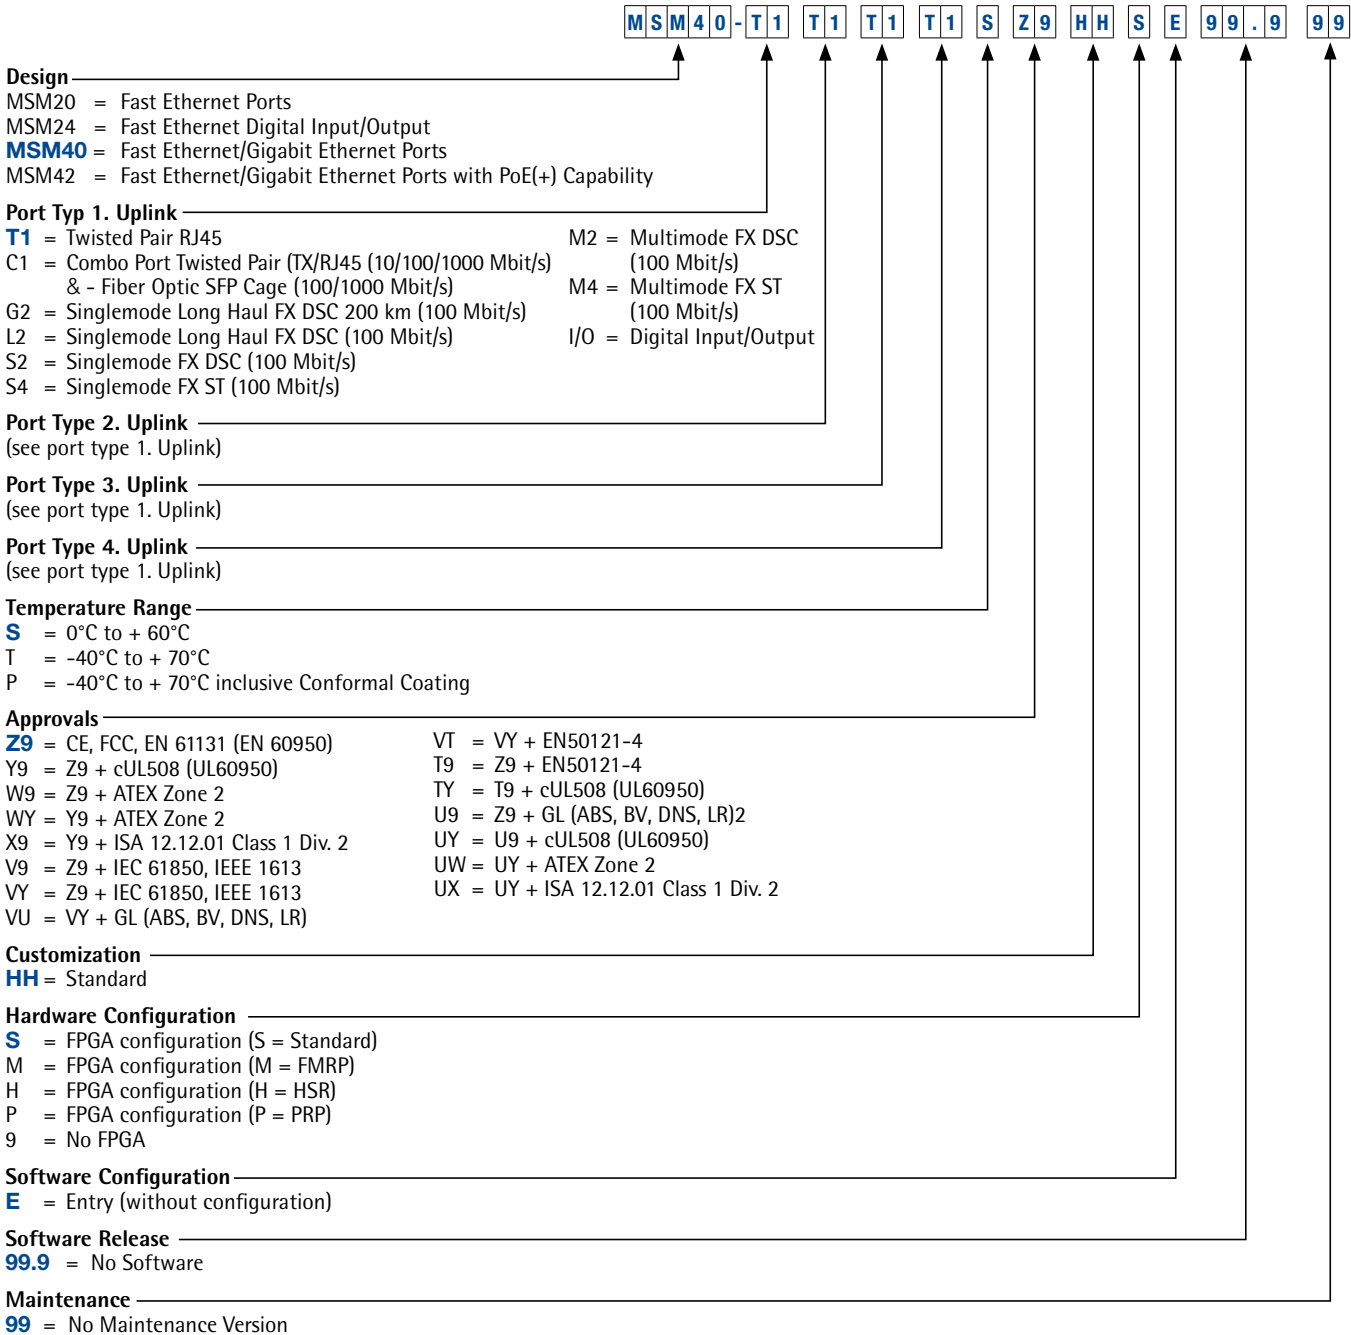 MSM40-T1 T1 T1 T1 S Z9 HH S E 99.9 99
Design
MSM20 = Fast Ethernet Ports
MSM24 = Fast Ethernet Digital Input/Output
MSM40 = Fast Ethernet/Gigabit Ethernet Ports
MSM42 = Fast Ethernet/Gigabit Ethernet Ports with PoE(+) Capability
Port Typ 1. Uplink
T1 = Twisted Pair RJ45
C1 = Combo Port Twisted Pair (TX/RJ45 (10/100/1000 Mbit/s)
& - Fiber Optic SFP Cage (100/1000 Mbit/s)
G2 = Singlemode Long Haul FX DSC 200 km (100 Mbit/s)
L2 = Singlemode Long Haul FX DSC (100 Mbit/s)
S2 = Singlemode FX DSC (100 Mbit/s)
S4 = Singlemode FX ST (100 Mbit/s)
M2 = Multimode FX DSC
(100 Mbit/s)
M4 = Multimode FX ST
(100 Mbit/s)
I/O = Digital Input/Output
Port Type 2. Uplink
(see port type 1. Uplink)
Port Type 3. Uplink
(see port type 1. Uplink)
Port Type 4. Uplink
(see port type 1. Uplink)
Temperature Range
S = 0°C to + 60°C
T = -40°C to + 70°C
P = -40°C to + 70°C inclusive Conformal Coating
Approvals
Z9 = CE, FCC, EN 61131 (EN 60950)
Y9 = Z9 + cUL508 (UL60950)
W9 = Z9 + ATEX Zone 2
WY = Y9 + ATEX Zone 2
X9 = Y9 + ISA 12.12.01 Class 1 Div. 2
V9 = Z9 + IEC 61850, IEEE 1613
VY = Z9 + IEC 61850, IEEE 1613
VU = VY + GL (ABS, BV, DNS, LR)
VT = VY + EN50121-4
T9 = Z9 + EN50121-4
TY = T9 + cUL508 (UL60950)
U9 = Z9 + GL (ABS, BV, DNS, LR)2
UY = U9 + cUL508 (UL60950)
UW = UY + ATEX Zone 2
UX = UY + ISA 12.12.01 Class 1 Div. 2
Customization
HH = Standard
Hardware Configuration
S = FPGA configuration (S = Standard)
M = FPGA configuration (M = FMRP)
H = FPGA configuration (H = HSR)
P = FPGA configuration (P = PRP)
9 = No FPGA
Software Configuration
E = Entry (without configuration)
Software Release
99.9 = No Software
Maintenance
99 = No Maintenance Version